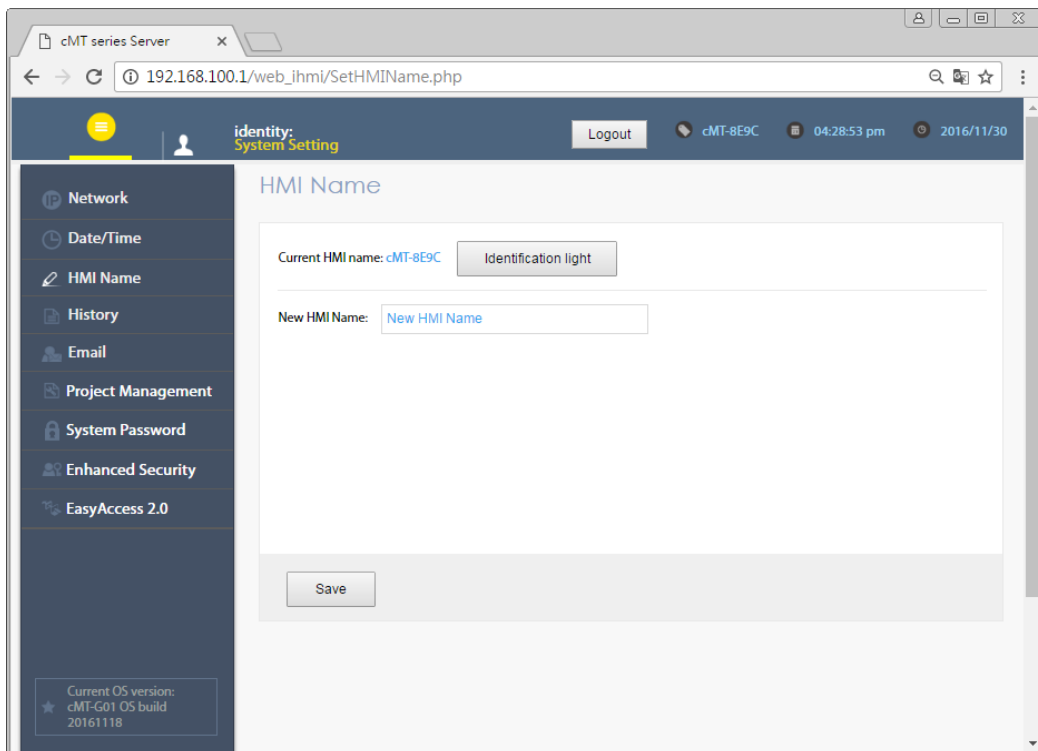 cMT series Server
192.168.100.1/web_ihmi/SetHMIName.php
identity:
System Setting
Logout
cMT-8E9C
04:28:53 pm
2016/11/30
Network
Date/Time
HMI Name
History
Email
Project Management
System Password
Enhanced Security
EasyAccess 2.0
Current OS version:
cMT-G01 OS build
20161118
HMI Name
Current HMI name: cMT-8E9C
Identification light
New HMI Name: New HMI Name
Save